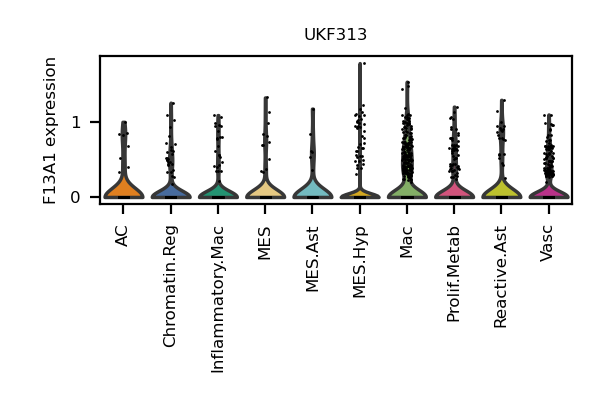 UKF313
F13A1 expression
1
0
AC
Chromatin.Reg
Inflammatory.Mac
MES
MES.Ast
MES.Hyp
Mac
Prolif.Metab
Reactive.Ast
Vasc